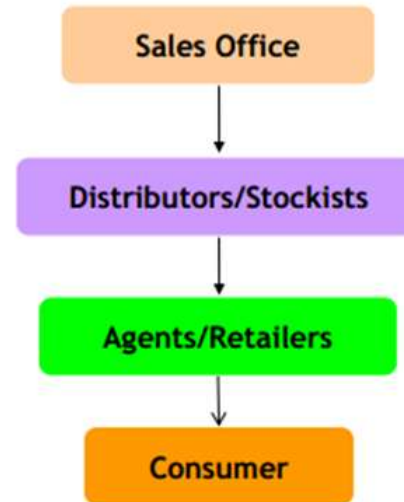 Sales Office
Distributors/Stockists
Agents/Retailers
Consumer